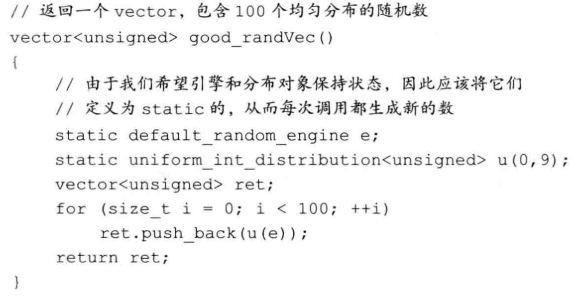 // 返回一个 vector，包含 100 个均匀分布的随机数
vector<unsigned> good_randVec()
{
    // 由于我们希望引擎和分布对象保持状态，因此应该将它们
    // 定义为 static 的，从而每次调用都生成新的数
    static default_random_engine e;
    static uniform_int_distribution<unsigned> u(0,9);
    vector<unsigned> ret;
    for (size_t i = 0; i < 100; ++i)
        ret.push_back(u(e));
    return ret;
}